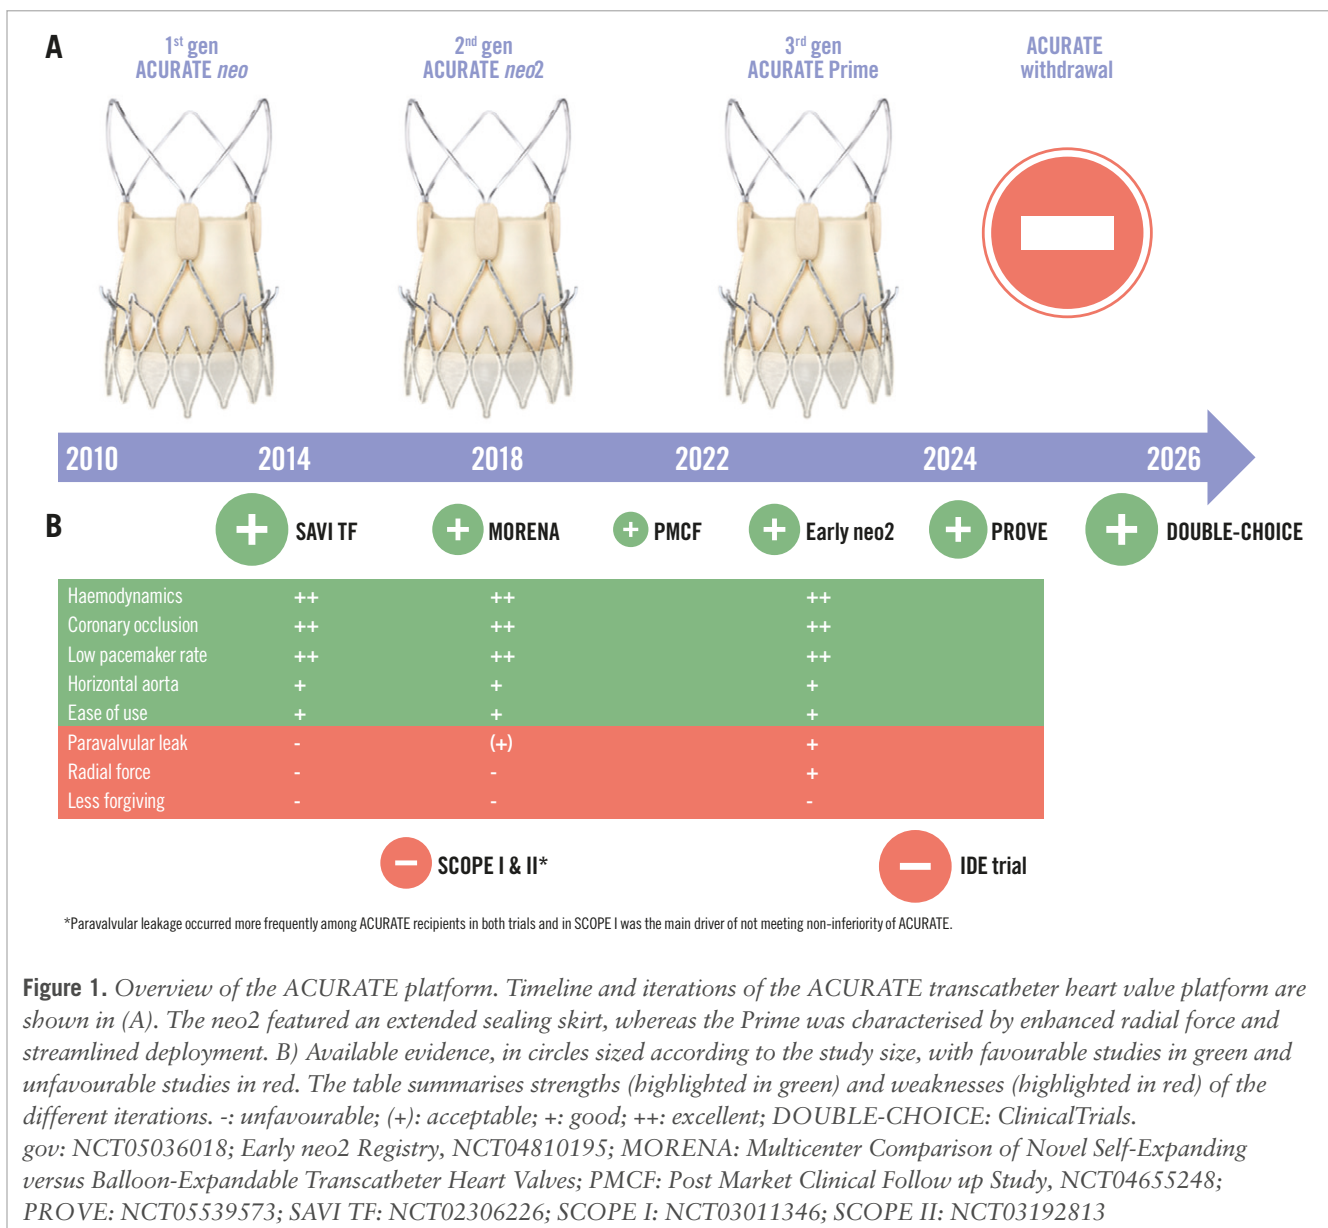 A
1st gen
ACURATE neo
2nd gen
ACURATE neo2
3rd gen
ACURATE Prime
ACURATE
withdrawal
2010 2014 2018 2022 2024 2026
B
+ SAVI TF + MORENA + PMCF + Early neo2 + PROVE + DOUBLE-CHOICE
Haemodynamics ++ ++ ++
Coronary occlusion ++ ++ ++
Low pacemaker rate ++ ++ ++
Horizontal aorta + + +
Ease of use + + +
Paravalvular leak - (+) +
Radial force - - +
Less forgiving - - -
− SCOPE I & II* − IDE trial
*Paravalvular leakage occurred more frequently among ACURATE recipients in both trials and in SCOPE I was the main driver of not meeting non-inferiority of ACURATE.
Figure 1. Overview of the ACURATE platform. Timeline and iterations of the ACURATE transcatheter heart valve platform are
shown in (A). The neo2 featured an extended sealing skirt, whereas the Prime was characterised by enhanced radial force and
streamlined deployment. B) Available evidence, in circles sized according to the study size, with favourable studies in green and
unfavourable studies in red. The table summarises strengths (highlighted in green) and weaknesses (highlighted in red) of the
different iterations. -: unfavourable; (+): acceptable; +: good; ++: excellent; DOUBLE-CHOICE: ClinicalTrials.
gov: NCT05036018; Early neo2 Registry, NCT04810195; MORENA: Multicenter Comparison of Novel Self-Expanding
versus Balloon-Expandable Transcatheter Heart Valves; PMCF: Post Market Clinical Follow up Study, NCT04655248;
PROVE: NCT05539573; SAVI TF: NCT02306226; SCOPE I: NCT03011346; SCOPE II: NCT03192813